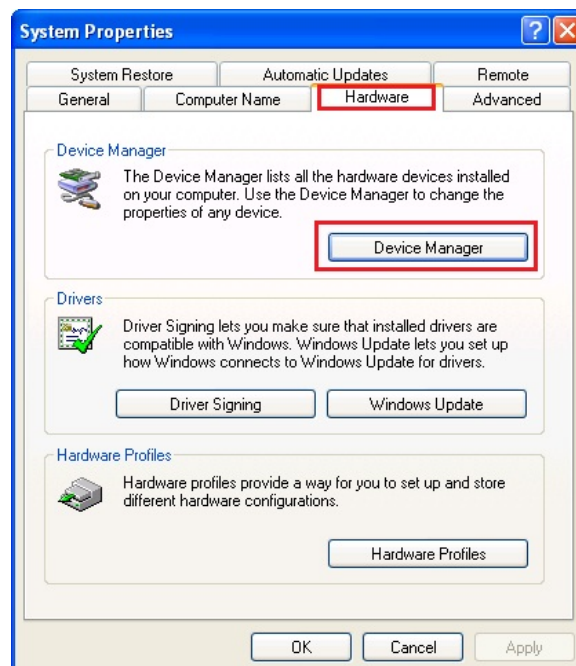 System Properties
System Restore
Automatic Updates
Remote
General
Computer Name
Hardware
Advanced
Device Manager
The Device Manager lists all the hardware devices installed
on your computer. Use the Device Manager to change the
properties of any device.
Device Manager
Drivers
Driver Signing lets you make sure that installed drivers are
compatible with Windows. Windows Update lets you set up
how Windows connects to Windows Update for drivers.
Driver Signing
Windows Update
Hardware Profiles
Hardware profiles provide a way for you to set up and store
different hardware configurations.
Hardware Profiles
OK
Cancel
Apply